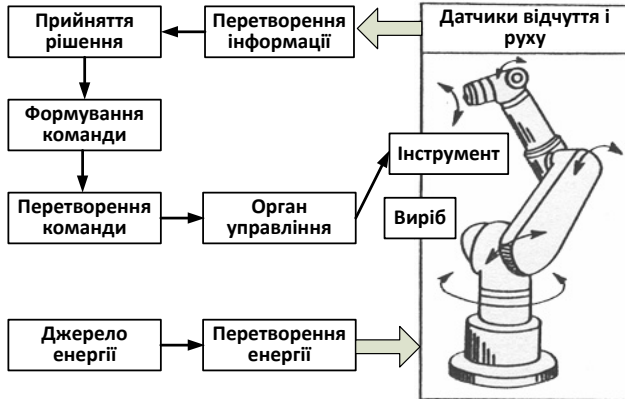 Прийняття
рішення
Перетворення
інформації
Датчики відчуття і
руху
Формування
команди
Інструмент
Перетворення
команди
Орган
управління
Виріб
Джерело
енергії
Перетворення
енергії